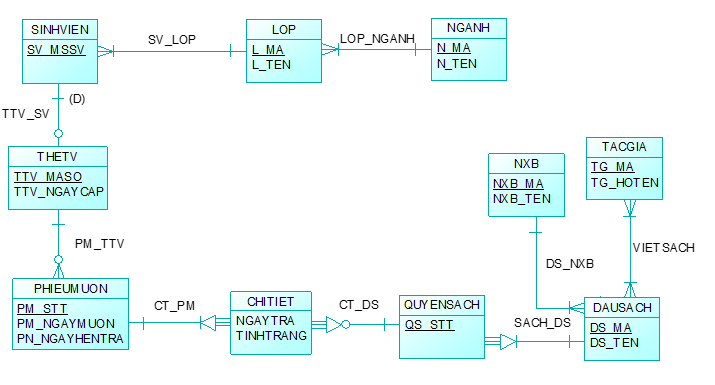 SINHVIEN
SV_MSSV
SV_LOP
LOP
L_MA
L_TEN
LOP_NGANH
NGANH
N_MA
N_TEN
(D)
TTV_SV
THETV
TTV_MASO
TTV_NGAYCAP
NXB
NXB_MA
NXB_TEN
TACGIA
TG_MA
TG_HOTEN
PM_TTV
DS_NXB
VIETSACH
PHIEUMUON
PM_STT
PM_NGAYMUON
PN_NGAYHENTRA
CT_PM
CHITIET
NGAYTRA
TINHTRANG
CT_DS
QUYENSACH
QS_STT
SACH_DS
DAUSACH
DS_MA
DS_TEN